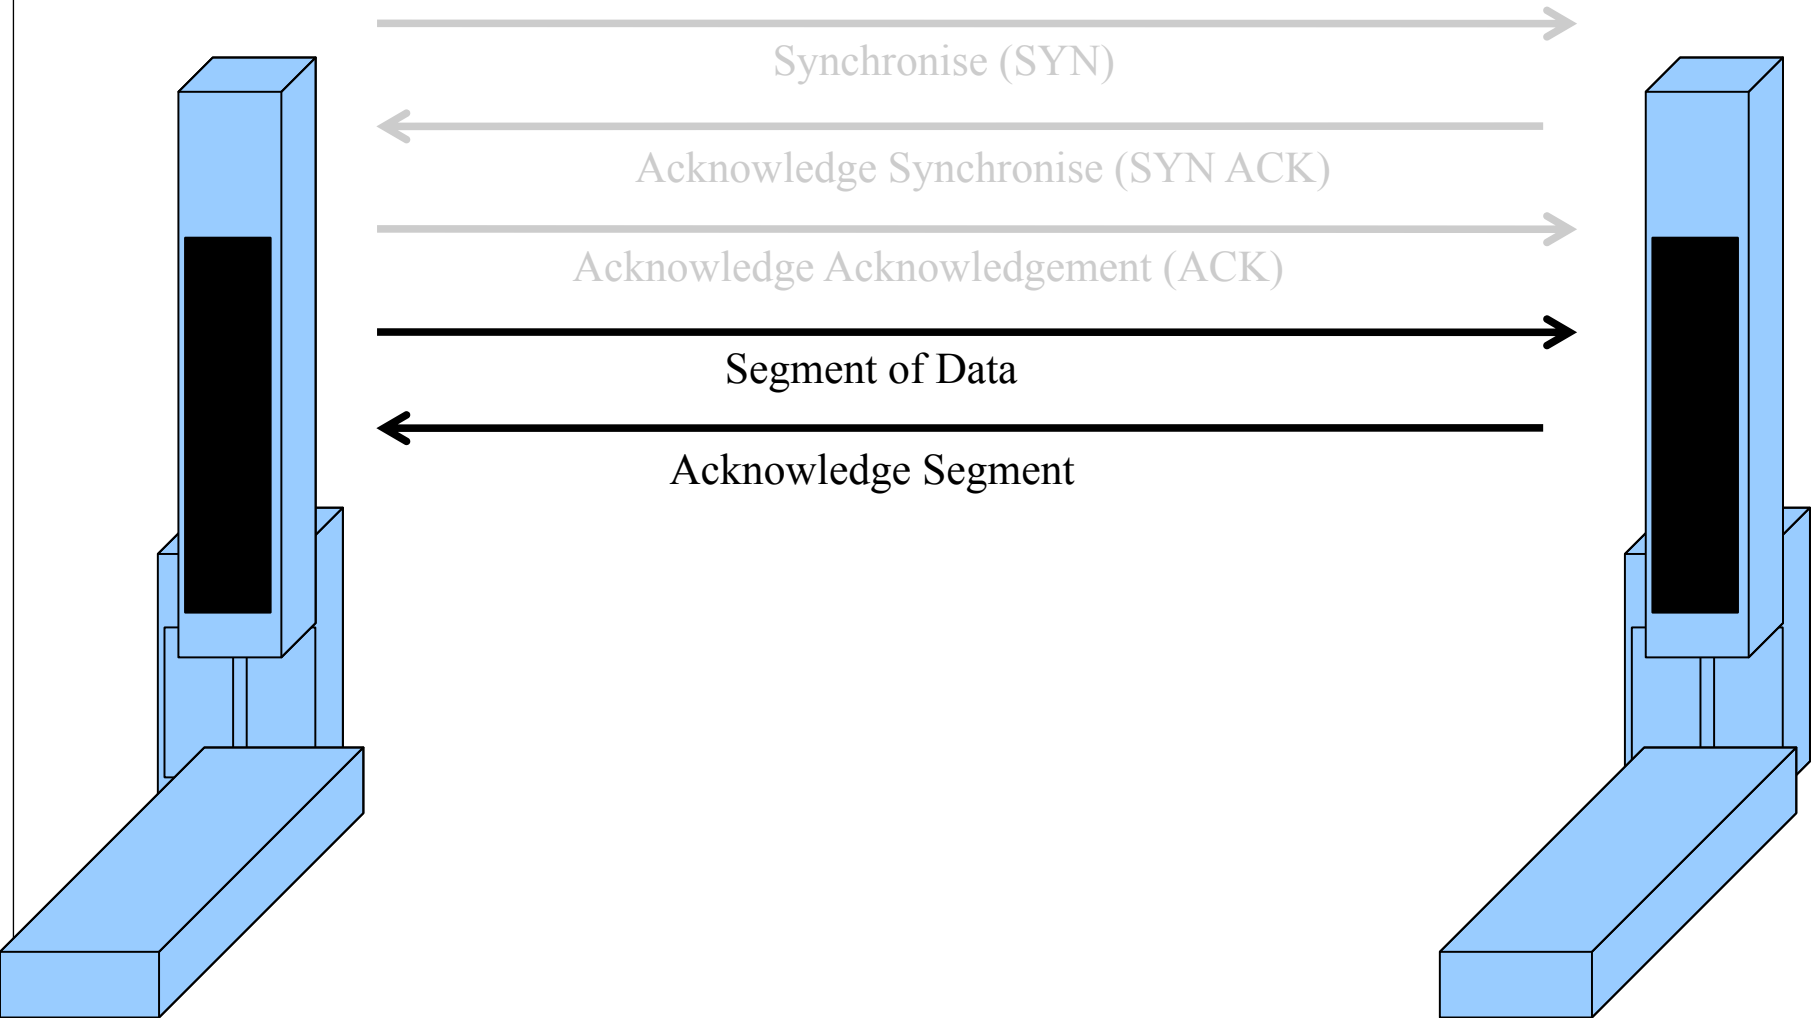 Synchronise (SYN)
Acknowledge Synchronise (SYN ACK)
Acknowledge Acknowledgement (ACK)
Segment of Data
Acknowledge Segment